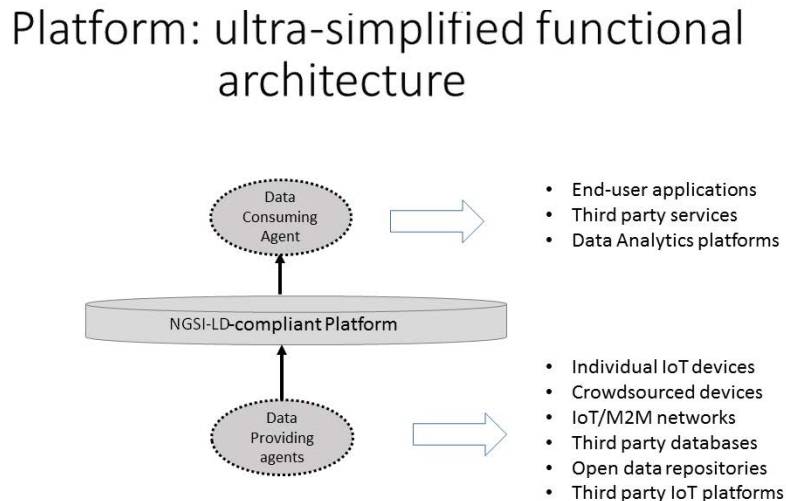 Platform: ultra-simplified functional
architecture
Data
Consuming
Agent
• End-user applications
• Third party services
• Data Analytics platforms
NGSI-LD-compliant Platform
Data
Providing
agents
• Individual IoT devices
• Crowdsourced devices
• IoT/M2M networks
• Third party databases
• Open data repositories
• Third party IoT platforms